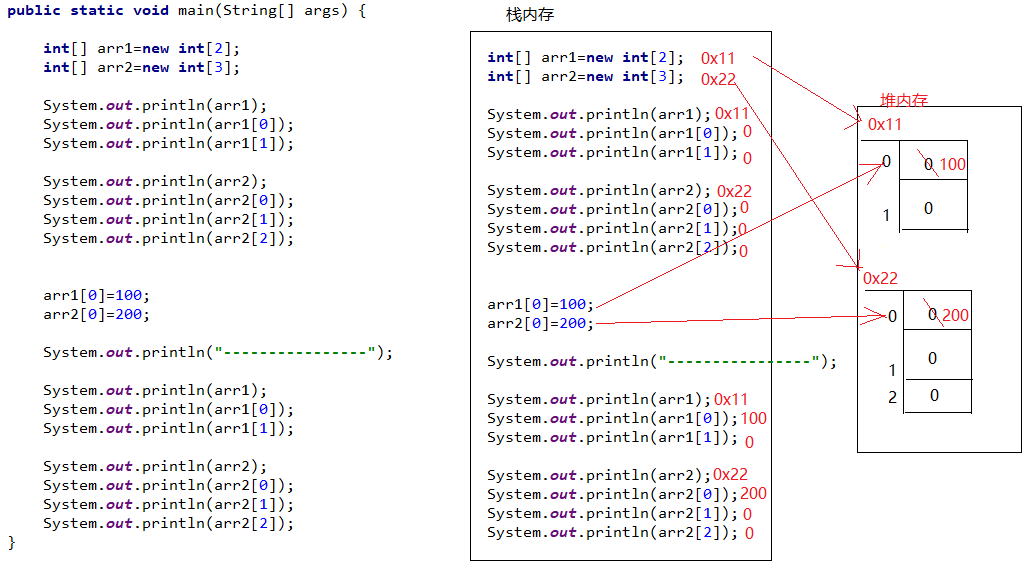 public static void main(String[] args) {
int[] arr1=new int[2];
int[] arr2=new int[3];
System.out.println(arr1);
System.out.println(arr1[0]);
System.out.println(arr1[1]);
System.out.println(arr2);
System.out.println(arr2[0]);
System.out.println(arr2[1]);
System.out.println(arr2[2]);
arr1[0]=100;
arr2[0]=200;
System.out.println("----------------");
System.out.println(arr1);
System.out.println(arr1[0]);
System.out.println(arr1[1]);
System.out.println(arr2);
System.out.println(arr2[0]);
System.out.println(arr2[1]);
System.out.println(arr2[2]);
}
栈内存
int[] arr1=new int[2]; 0x11
int[] arr2=new int[3]; 0x22
System.out.println(arr1); 0x11
System.out.println(arr1[0]); 0
System.out.println(arr1[1]); 0
System.out.println(arr2); 0x22
System.out.println(arr2[0]); 0
System.out.println(arr2[1]); 0
System.out.println(arr2[2]); 0
arr1[0]=100;
arr2[0]=200;
System.out.println("----------------");
System.out.println(arr1); 0x11
System.out.println(arr1[0]); 100
System.out.println(arr1[1]); 0
System.out.println(arr2); 0x22
System.out.println(arr2[0]); 200
System.out.println(arr2[1]); 0
System.out.println(arr2[2]); 0
堆内存
0x11
0 0 100
1 0
0x22
0 0 200
1 0
2 0